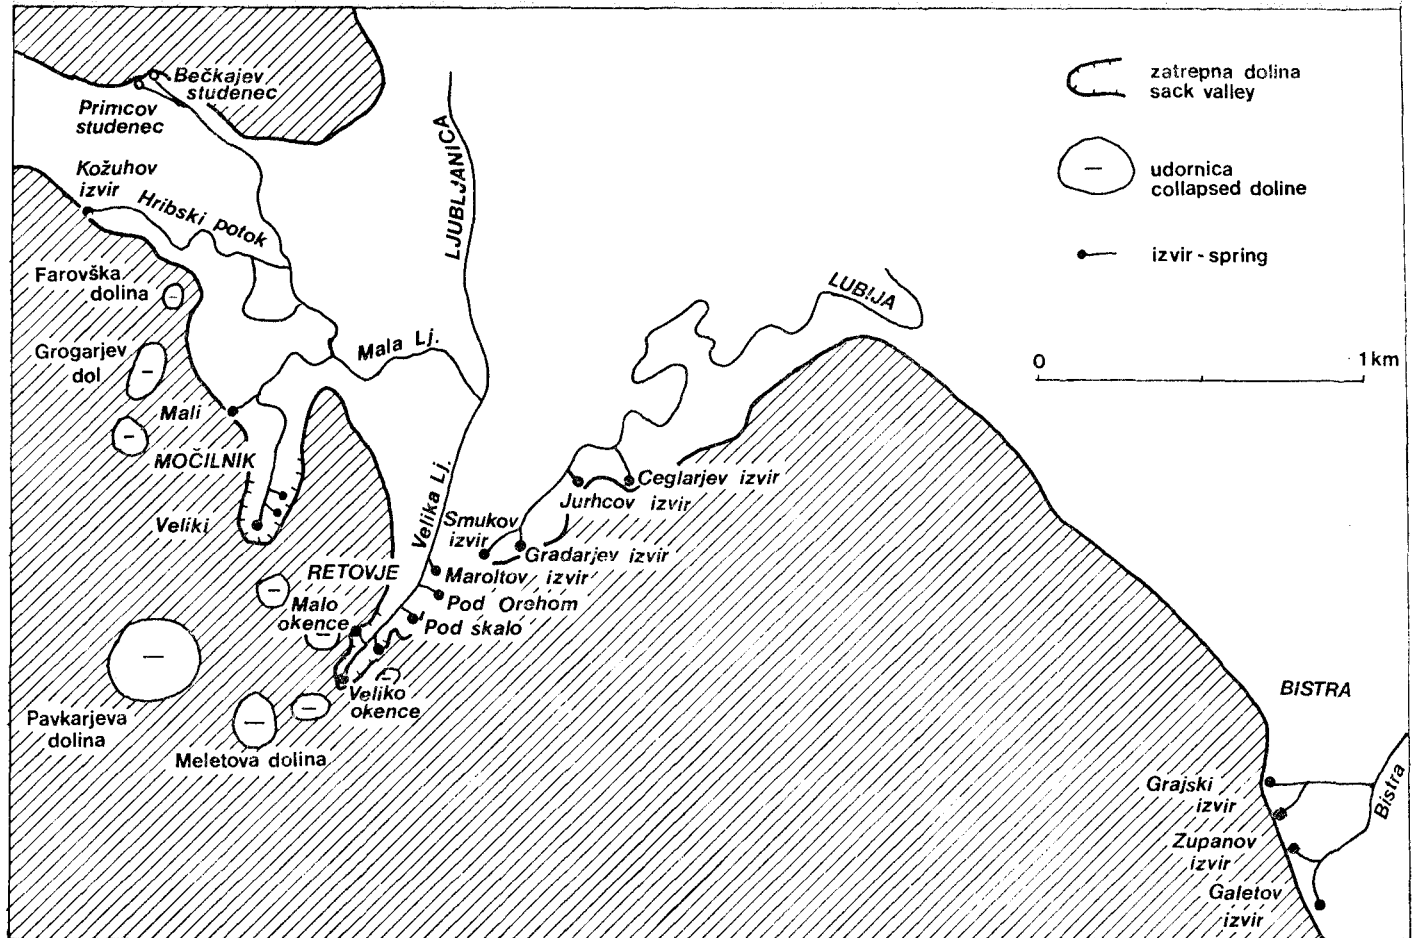 Bečkajev
studenec
Primcov
studenec
Kožuhov
izvir
Hribski potok
Farovška
dolina
Grogarjev
dol
Mali
MOČILNIK
Veliki
LJUBLJANICA
Mala Lj.
Velika Lj.
LUBIJA
zatrepna dolina
sack valley
udornica
collapsed doline
izvir - spring
0
1 km
Ceglarjev izvir
Jurhcov izvir
Smukov
izvir
Gradarjev izvir
Maroltov izvir
Pod Orehom
Pod skalo
RETOVJE
Malo
okence
Veliko
okence
Pavkarjeva
dolina
Meletova dolina
BISTRA
Grajski
izvir
Bistra
Zupanov
izvir
Galetov
izvir